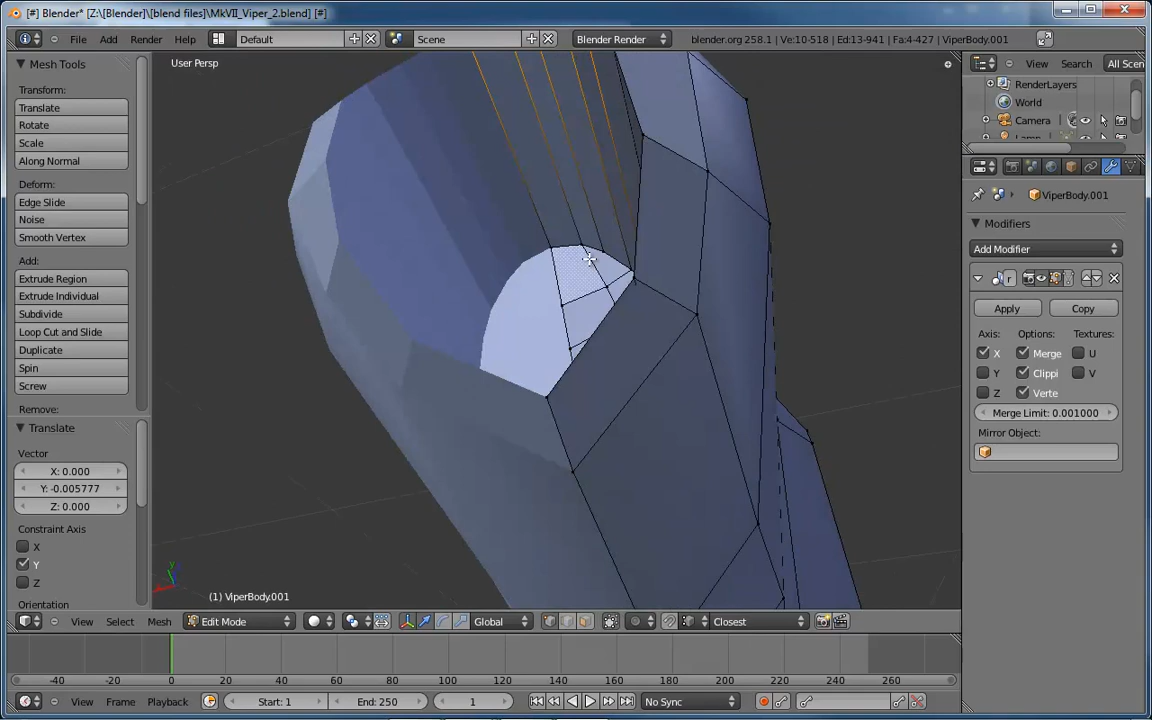 [#] Blender* [Z:\[Blender]\[blend files]\MkVII_Viper_2.blend] [#]
File Add Render Help Default Scene Blender Render blender.org 258.1 | Ve:10-518 | Ed:13-941 | Fa:4-427 | ViperBody.001
Mesh Tools
Transform:
Translate
Rotate
Scale
Along Normal
Deform:
Edge Slide
Noise
Smooth Vertex
Add:
Extrude Region
Extrude Individual
Subdivide
Loop Cut and Slide
Duplicate
Spin
Screw
Remove:
Translate
Vector
X: 0.000
Y: -0.005777
Z: 0.000
Constraint Axis
X
Y
Z
Orientation
User Persp
(1) ViperBody.001
View Search All Scen
RenderLayers
World
Camera
ViperBody.001
Modifiers
Add Modifier
Apply Copy
Axis: Options: Textures:
X Merge U
Y Clippi V
Z Verte
Merge Limit: 0.001000
Mirror Object:
View Select Mesh Edit Mode Global Closest
-40 -20 0 20 40 60 80 100 120 140 160 180 200 220 240 260
View Frame Playback Start: 1 End: 250 1 No Sync